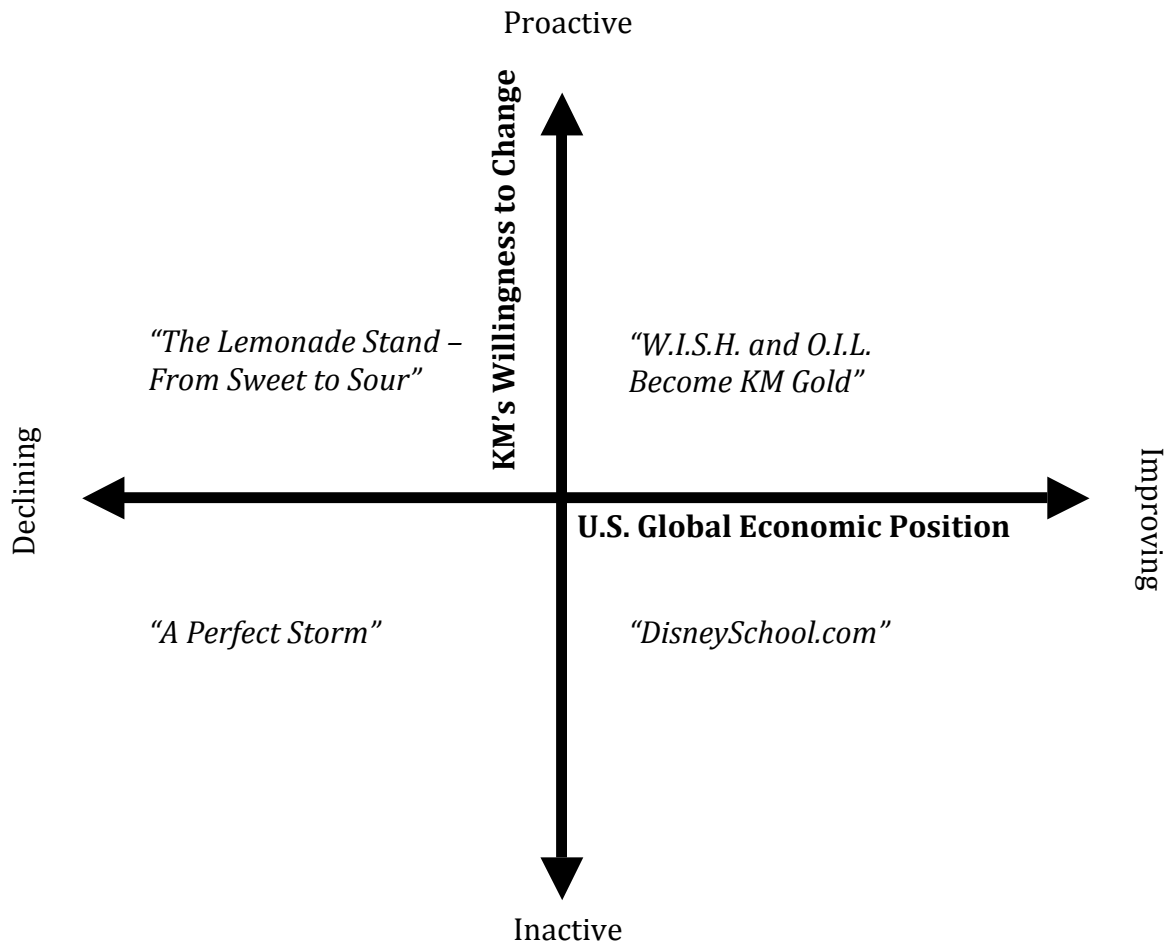 Proactive
KM’s Willingness to Change
“The Lemonade Stand –
From Sweet to Sour”
“W.I.S.H. and O.I.L.
Become KM Gold”
Declining
Improving
U.S. Global Economic Position
“A Perfect Storm”
“DisneySchool.com”
Inactive